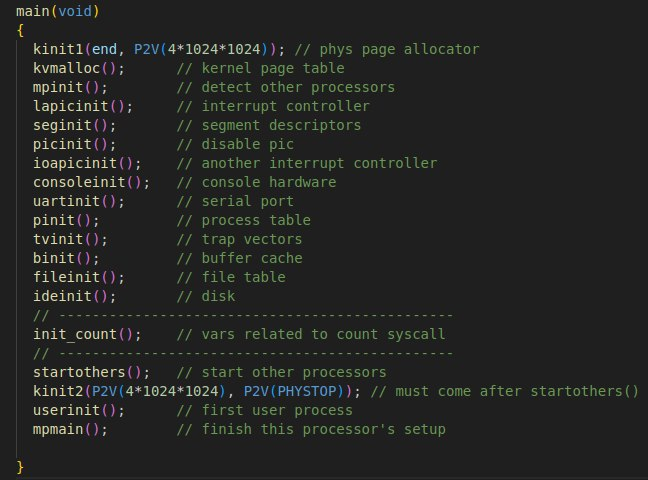 main(void)
{
kinit1(end, P2V(4*1024*1024)); // phys page allocator
kvmalloc();      // kernel page table
mpinit();        // detect other processors
lapicinit();     // interrupt controller
seginit();       // segment descriptors
picinit();       // disable pic
ioapicinit();    // another interrupt controller
consoleinit();   // console hardware
uartinit();      // serial port
pinit();         // process table
tvinit();        // trap vectors
binit();         // buffer cache
fileinit();      // file table
ideinit();       // disk
// -----------------------------------------------
init_count();    // vars related to count syscall
// -----------------------------------------------
startothers();   // start other processors
kinit2(P2V(4*1024*1024), P2V(PHYSTOP)); // must come after startothers()
userinit();      // first user process
mpmain();        // finish this processor's setup
}